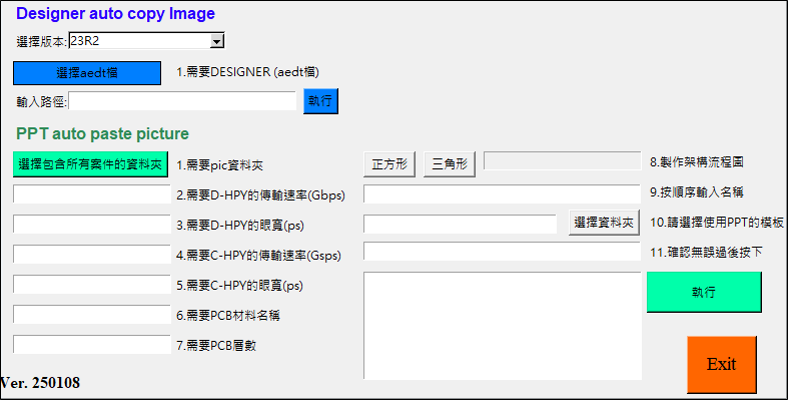 Designer auto copy Image
選擇版本:23R2
選擇aedt檔 1.需要DESIGNER (aedt檔)
輸入路徑: 執行
PPT auto paste picture
選擇包含所有案件的資料夾 1.需要pic資料夾 正方形 三角形 8.製作架構流程圖
2.需要D-HPY的傳輸速率(Gbps) 9.按順序輸入名稱
3.需要D-HPY的眼寬(ps) 選擇資料夾 10.請選擇使用PPT的模板
4.需要C-HPY的傳輸速率(Gsps) 11.確認無誤過後按下
5.需要C-HPY的眼寬(ps) 執行
6.需要PCB材料名稱
7.需要PCB層數
Exit
Ver. 250108